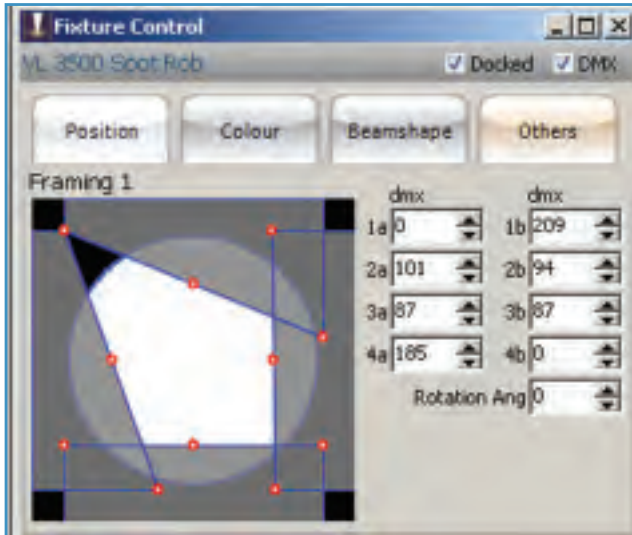 Fixture Control
VL 3500 Spot Rob Docked DMX
Position Colour Beamshape Others
Framing 1
dmx dmx
1a 0 1b 209
2a 101 2b 94
3a 87 3b 87
4a 185 4b 0
Rotation Ang 0